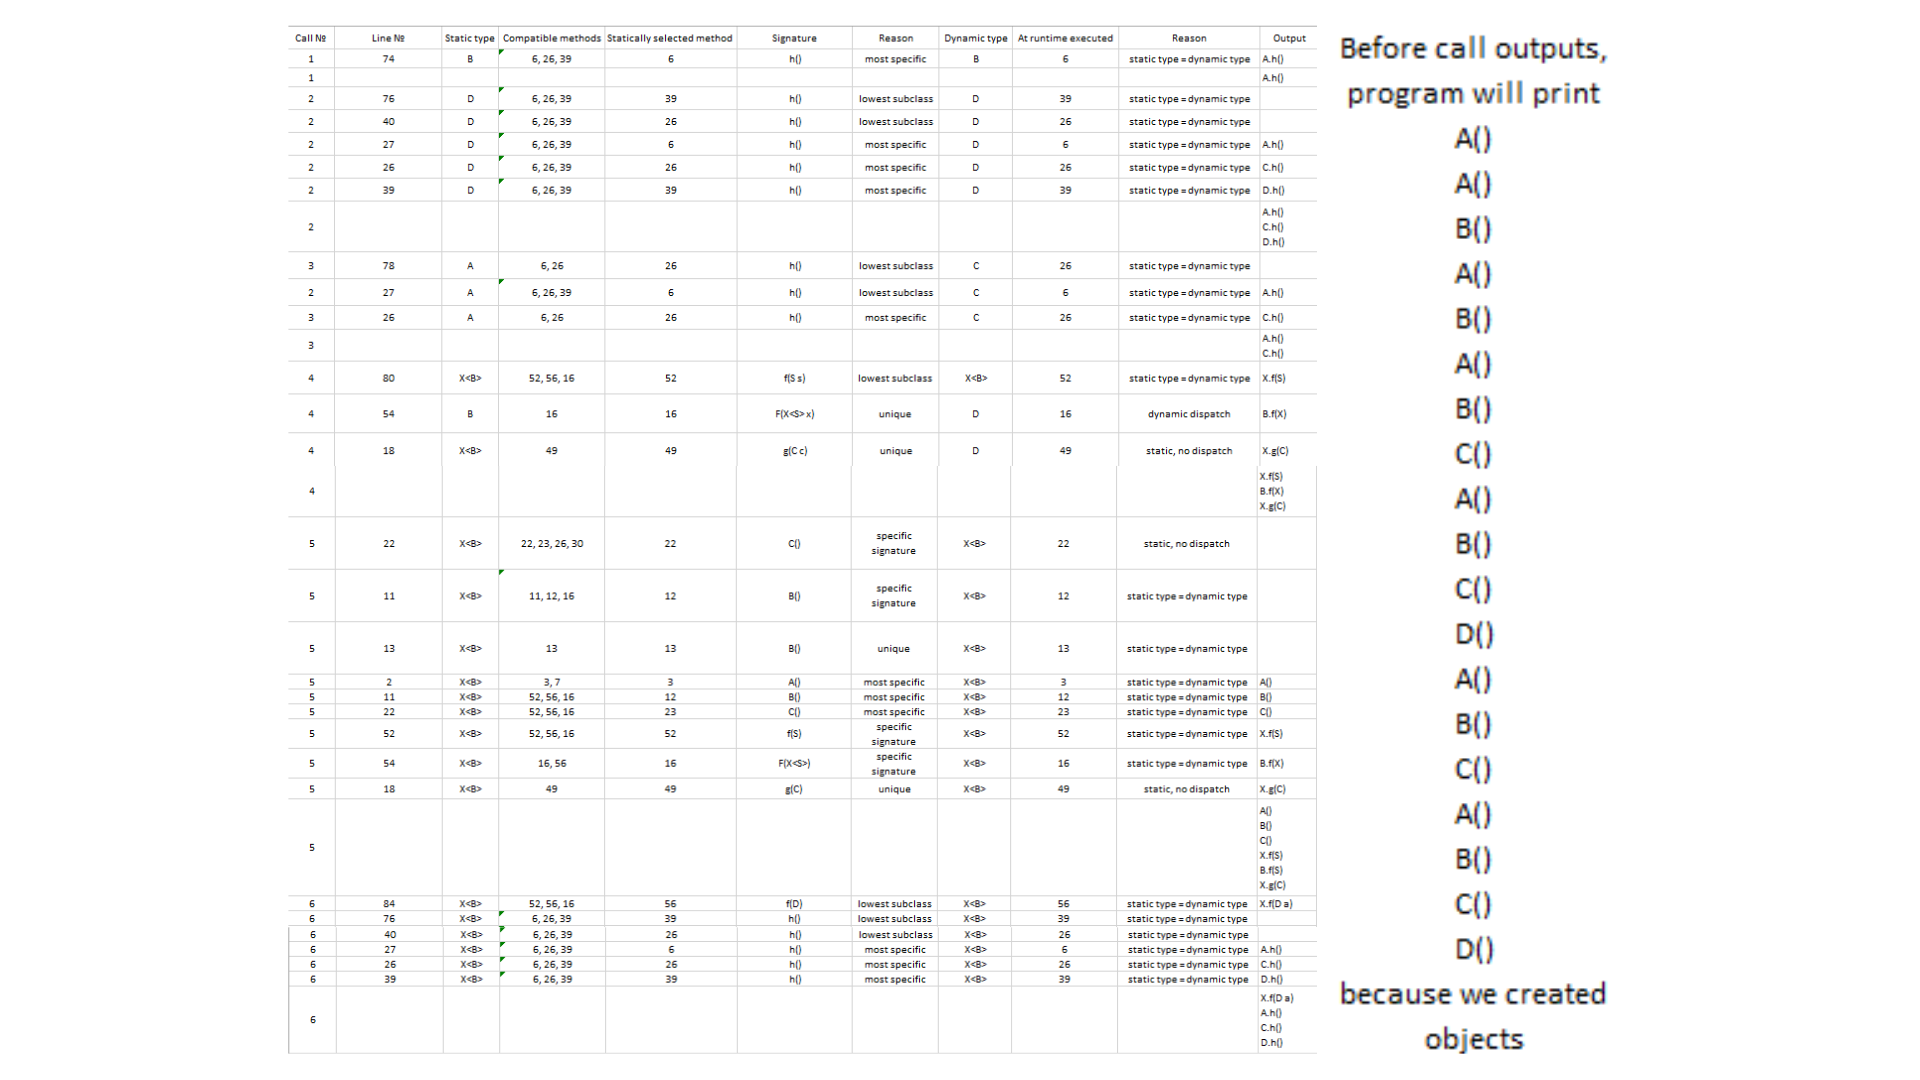 Call № Line № Static type Compatible methods Statically selected method Signature Reason Dynamic type At runtime executed Reason Output
1 74 B 6, 26, 39 6 h() most specific B 6 static type = dynamic type A.h()
1 A.h()
2 76 D 6, 26, 39 39 h() lowest subclass D 39 static type = dynamic type
2 40 D 6, 26, 39 26 h() lowest subclass D 26 static type = dynamic type
2 27 D 6, 26, 39 6 h() most specific D 6 static type = dynamic type A.h()
2 26 D 6, 26, 39 26 h() most specific D 26 static type = dynamic type C.h()
2 39 D 6, 26, 39 39 h() most specific D 39 static type = dynamic type D.h()
A.h()
2 C.h()
D.h()
3 78 A 6, 26 26 h() lowest subclass C 26 static type = dynamic type
2 27 A 6, 26, 39 6 h() lowest subclass C 6 static type = dynamic type A.h()
3 26 A 6, 26 26 h() most specific C 26 static type = dynamic type C.h()
3 A.h()
C.h()
4 80 X<B> 52, 56, 16 52 f(S s) lowest subclass X<B> 52 static type = dynamic type X.f(S)
4 54 B 16 16 F(X<S> x) unique D 16 dynamic dispatch B.f(X)
4 18 X<B> 49 49 g(C c) unique D 49 static, no dispatch X.g(C)
X.f(S)
4 B.f(X)
X.g(C)
5 22 X<B> 22, 23, 26, 30 22 C() specific signature X<B> 22 static, no dispatch
5 11 X<B> 11, 12, 16 12 B() specific signature X<B> 12 static type = dynamic type
5 13 X<B> 13 13 B() unique X<B> 13 static type = dynamic type
5 2 X<B> 3, 7 3 A() most specific X<B> 3 static type = dynamic type A()
5 11 X<B> 52, 56, 16 12 B() most specific X<B> 12 static type = dynamic type B()
5 22 X<B> 52, 56, 16 23 C() most specific X<B> 23 static type = dynamic type C()
5 52 X<B> 52, 56, 16 52 f(S) specific signature X<B> 52 static type = dynamic type X.f(S)
5 54 X<B> 16, 56 16 F(X<S>) specific signature X<B> 16 static type = dynamic type B.f(X)
5 18 X<B> 49 49 g(C) unique X<B> 49 static, no dispatch X.g(C)
A()
B()
C()
5 X.f(S)
B.f(S)
X.g(C)
6 84 X<B> 52, 56, 16 56 f(D) lowest subclass X<B> 56 static type = dynamic type X.f(D a)
6 76 X<B> 6, 26, 39 39 h() lowest subclass X<B> 39 static type = dynamic type
6 40 X<B> 6, 26, 39 26 h() lowest subclass X<B> 26 static type = dynamic type
6 27 X<B> 6, 26, 39 6 h() most specific X<B> 6 static type = dynamic type A.h()
6 26 X<B> 6, 26, 39 26 h() most specific X<B> 26 static type = dynamic type C.h()
6 39 X<B> 6, 26, 39 39 h() most specific X<B> 39 static type = dynamic type D.h()
X.f(D a)
6 A.h()
C.h()
D.h()
Before call outputs,
program will print
A()
A()
B()
A()
B()
A()
B()
C()
A()
B()
C()
D()
A()
B()
C()
A()
B()
C()
D()
because we created
objects